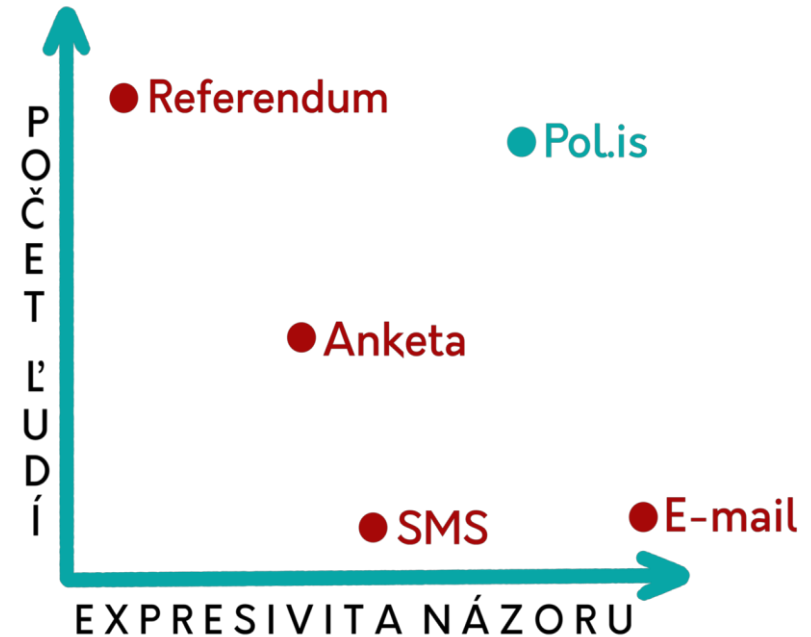 Referendum
Pol.is
POČET ĽUDÍ
Anketa
SMS
E-mail
EXPRESIVITA NÁZORU